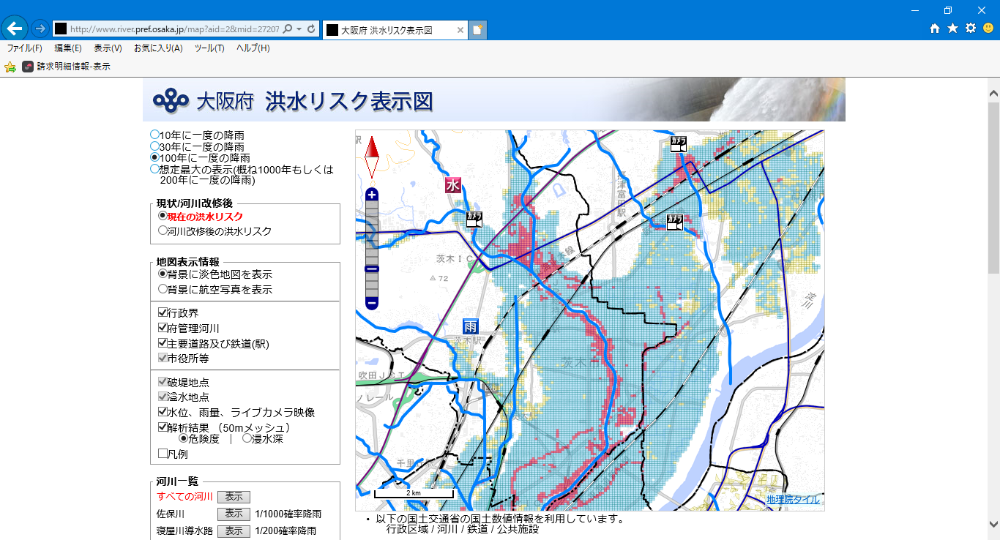 http://www.river.pref.osaka.jp/map?aid=2&mid=27207
大阪府 洪水リスク表示図
ファイル(F) 編集(E) 表示(V) お気に入り(A) ツール(T) ヘルプ(H)
請求明細情報-表示
大阪府 洪水リスク表示図
10年に一度の降雨
30年に一度の降雨
100年に一度の降雨
想定最大の表示(概ね1000年もしくは
200年に一度の降雨)
現状/河川改修後
現在の洪水リスク
河川改修後の洪水リスク
地図表示情報
背景に淡色地図を表示
背景に航空写真を表示
行政界
府管理河川
主要道路及び鉄道(駅)
市役所等
破堤地点
溢水地点
水位、雨量、ライブカメラ映像
解析結果 （50mメッシュ）
危険度 ｜ 浸水深
凡例
河川一覧
すべての河川 表示
佐保川 表示 1/1000確率降雨
寝屋川導水路 表示 1/200確率降雨
駅
カメラ
水
摂津富田駅
カメラ
カメラ
茨木ＩＣ
本線
72
淀川
雨
茨木駅
茨木市
吹田ＪＣＴ
ノレール
千里
2 km
地理院タイル
・ 以下の国土交通省の国土数値情報を利用しています。
行政区域 / 河川 / 鉄道 / 公共施設